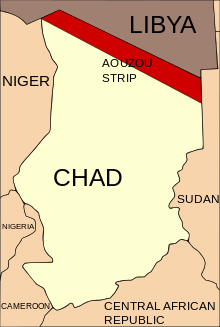 LIBYA
AOUZOU
STRIP
NIGER
CHAD
SUDAN
NIGERIA
CAMEROON
CENTRAL AFRICAN
REPUBLIC